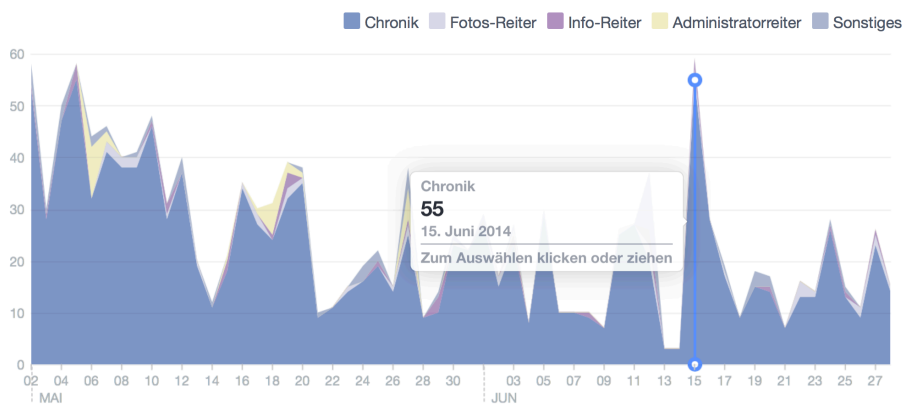 Chronik Fotos-Reiter Info-Reiter Administratorreiter Sonstiges
60
50
40
30
20
10
0
Chronik
55
15. Juni 2014
Zum Auswählen klicken oder ziehen
02 04 06 08 10 12 14 16 18 20 22 24 26 28 30 03 05 07 09 11 13 15 17 19 21 23 25 27
MAI JUN